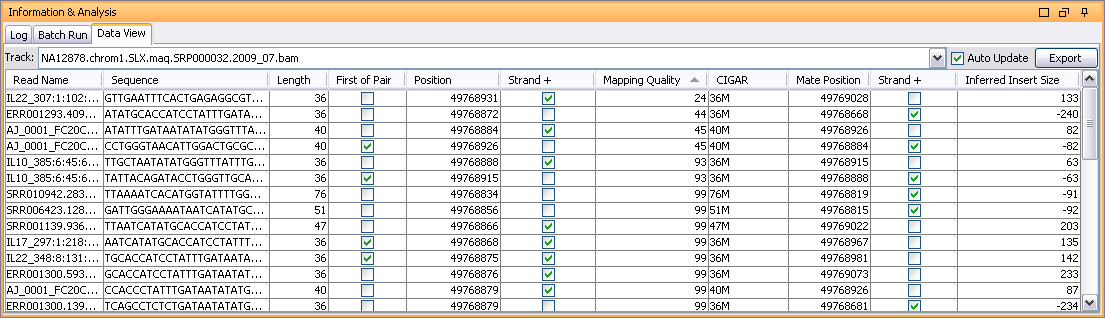 Information & Analysis
Log Batch Run Data View
Track: NA12878.chrom1.SLX.maq.SRP000032.2009_07.bam Auto Update Export
Read Name Sequence Length First of Pair Position Strand + Mapping Quality CIGAR Mate Position Strand + Inferred Insert Size
IL22_307:1:102:... GTTGAATTTCACTGAGAGGCGT... 36 49768931 24 36M 49769028 133
ERR001293.409... ATATGCACCATCCTATTTGATA... 36 49768872 44 36M 49768668 -240
AJ_0001_FC20C... ATATTTGATAATATATGGGTTTA... 40 49768884 45 40M 49768926 82
AJ_0001_FC20C... CCTGGGTAACATTGGACTGCGC... 40 49768926 45 40M 49768884 -82
IL10_385:6:45:6... TTGCTAATATATGGGTTTATTTG... 36 49768888 93 36M 49768915 63
IL10_385:6:45:6... TATTACAGATACCTGGGTTGCA... 36 49768915 93 36M 49768888 -63
SRR010942.283... TTAAAATCACATGGTATTTTGG... 76 49768834 99 76M 49768819 -91
SRR006423.128... GATTGGGAAAATAATCATATGC... 51 49768856 99 51M 49768815 -92
SRR001139.936... TTAATCATATGCACCATCCTAT... 47 49768866 99 47M 49769022 203
IL17_297:1:218:... AATCATATGCACCATCCTATTT... 36 49768868 99 36M 49768967 135
IL22_348:8:131:... TGCACCATCCTATTTGATAATA... 36 49768875 99 36M 49768981 142
ERR001300.593... GCACCATCCTATTTGATAATAT... 36 49768876 99 36M 49769073 233
AJ_0001_FC20C... CCACCCTATTTGATAATATATG... 40 49768879 99 40M 49768926 87
ERR001300.139... TCAGCCTCTCTGATAATATATG... 36 49768879 99 36M 49768681 -234